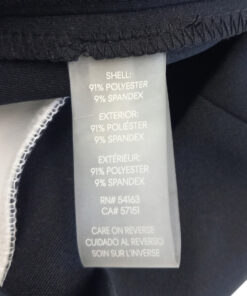 SHELL:
91% POLYESTER
9% SPANDEX
EXTERIOR:
91% POLIÉSTER
9% SPANDEX
EXTÉRIEUR:
91% POLYESTER
9% SPANDEX
RN# 54163
CA# 57151
CARE ON REVERSE
CUIDADO AL REVERSO
SOIN SUR L'INVERSE